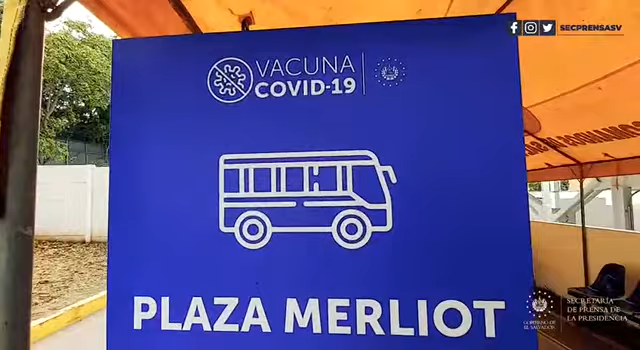 SECPRENSASV
VACUNA
COVID-19
PLAZA MERLIOT
GOBIERNO DE
EL SALVADOR
SECRETARÍA
DE PRENSA DE
LA PRESIDENCIA